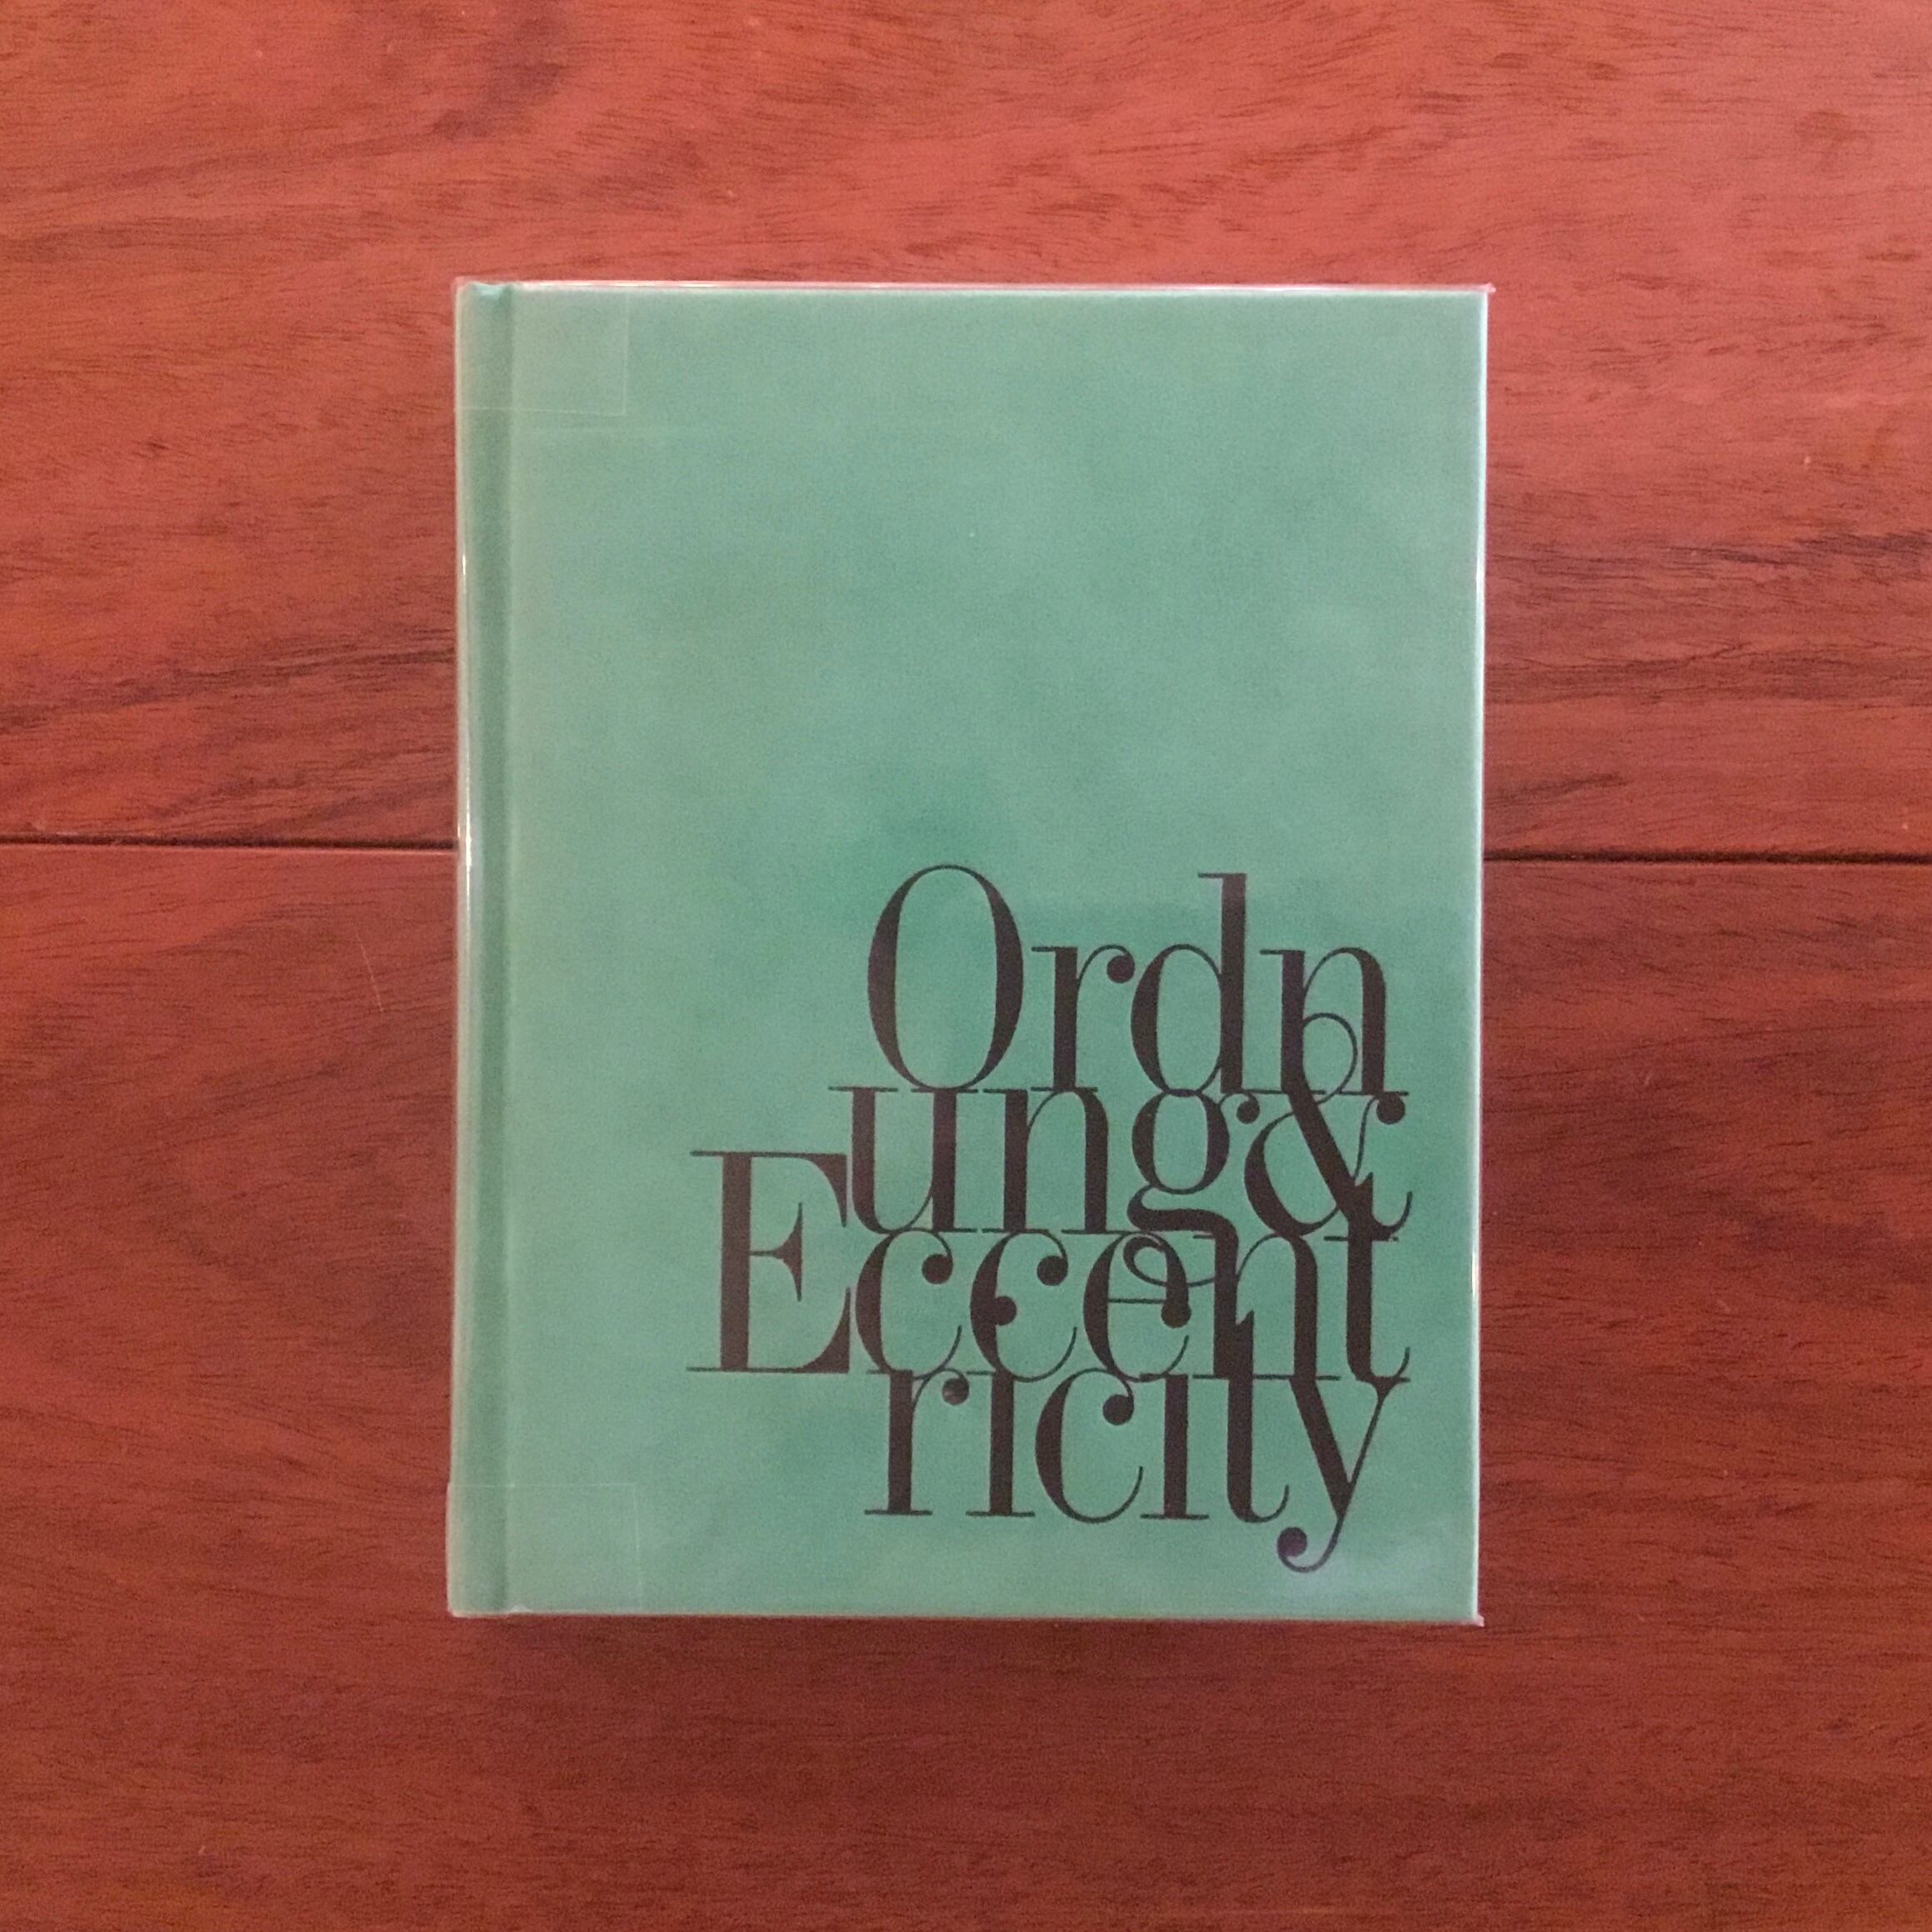 Ordn
ung&
Eccent
ricity